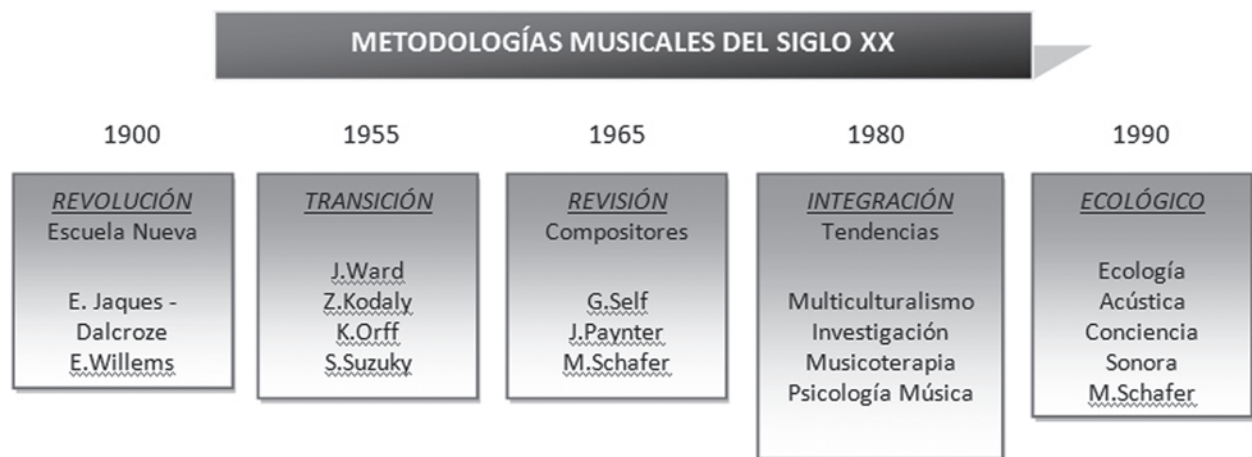 METODOLOGÍAS MUSICALES DEL SIGLO XX
1900
REVOLUCIÓN
Escuela Nueva
E. Jaques -
Dalcroze
E.Willems
1955
TRANSICIÓN
J.Ward
Z.Kodaly
K.Orff
S.Suzuky
1965
REVISIÓN
Compositores
G.Self
J.Paynter
M.Schafer
1980
INTEGRACIÓN
Tendencias
Multiculturalismo
Investigación
Musicoterapia
Psicología Música
1990
ECOLÓGICO
Ecología
Acústica
Conciencia
Sonora
M.Schafer